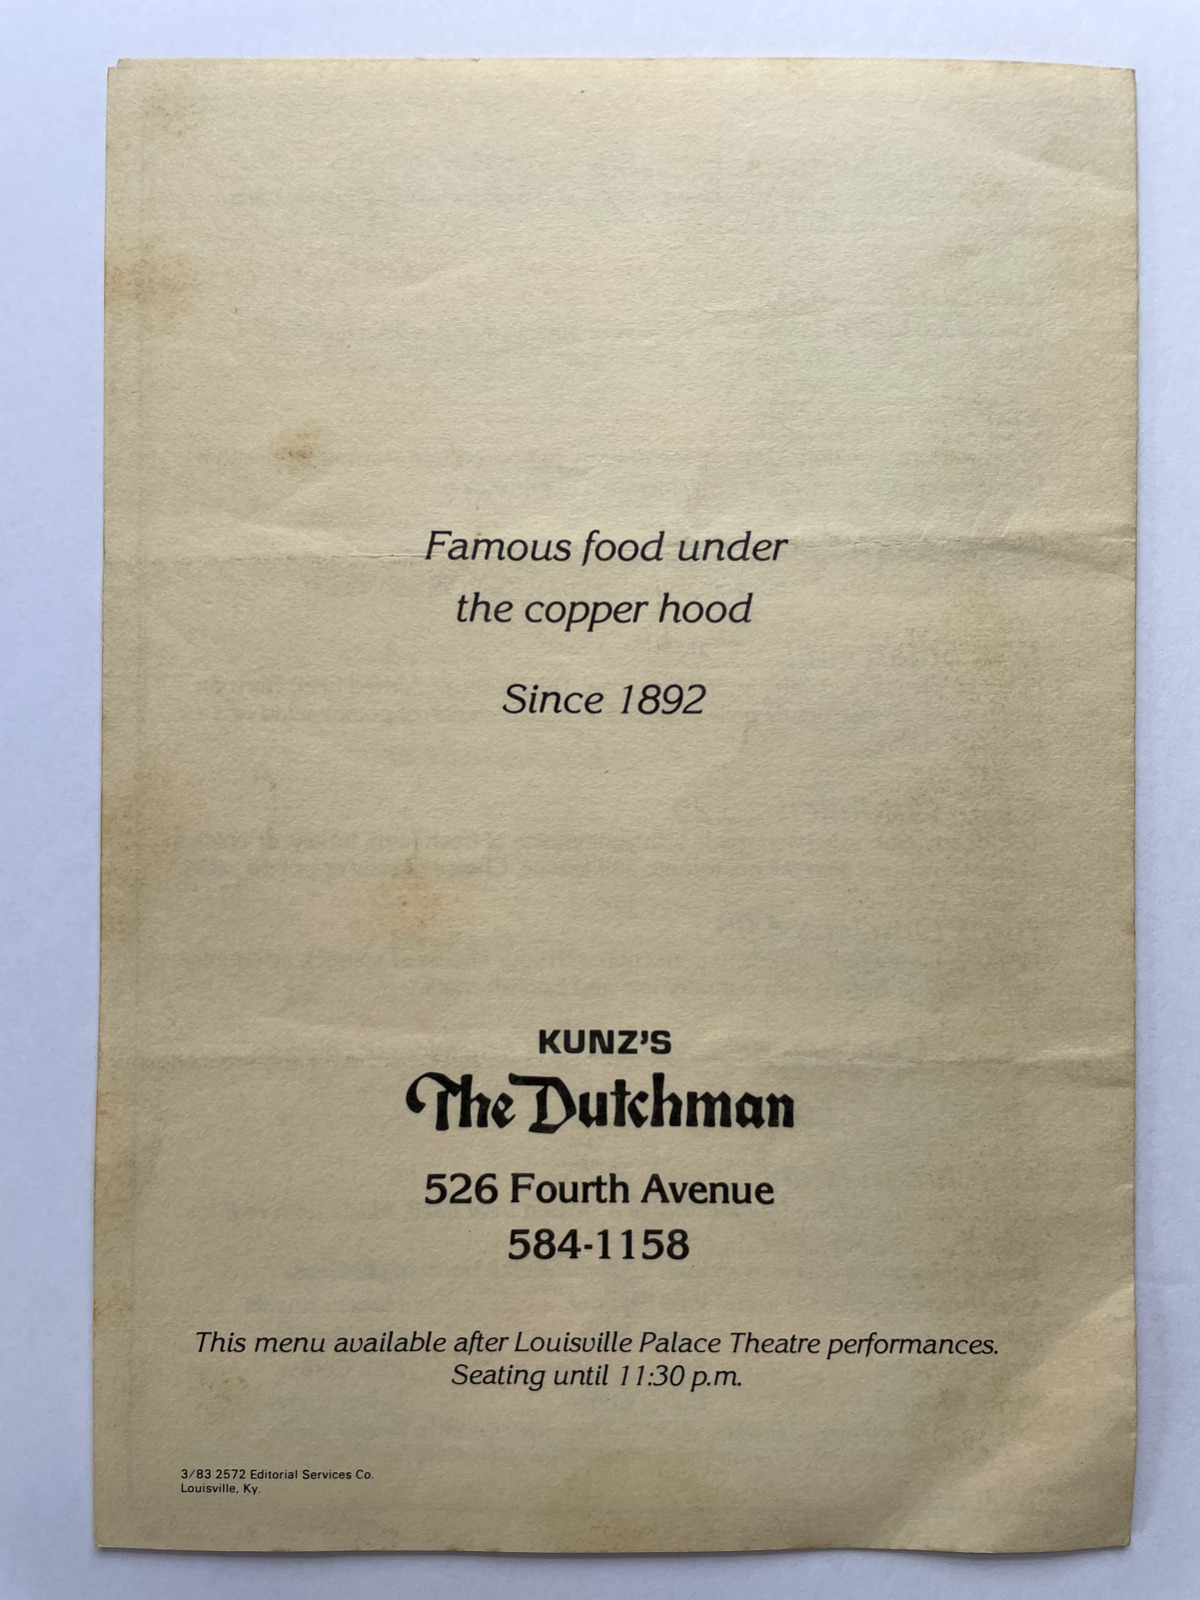 Famous food under
the copper hood
Since 1892
KUNZ'S
The Dutchman
526 Fourth Avenue
584-1158
This menu available after Louisville Palace Theatre performances.
Seating until 11:30 p.m.
3/83 2572 Editorial Services Co.
Louisville, Ky.